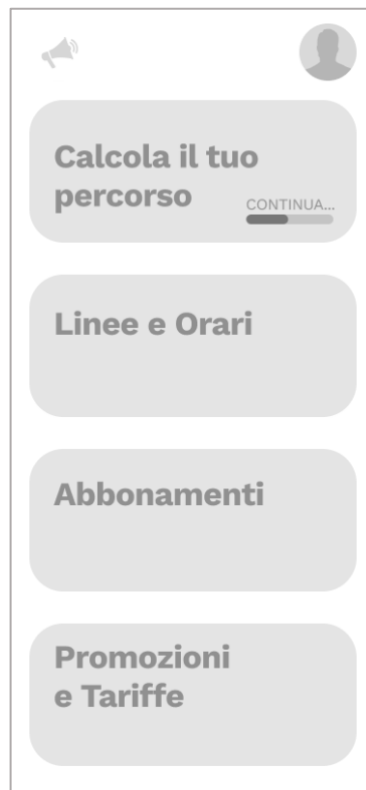 Calcola il tuo
percorso
CONTINUA...
Linee e Orari
Abbonamenti
Promozioni
e Tariffe